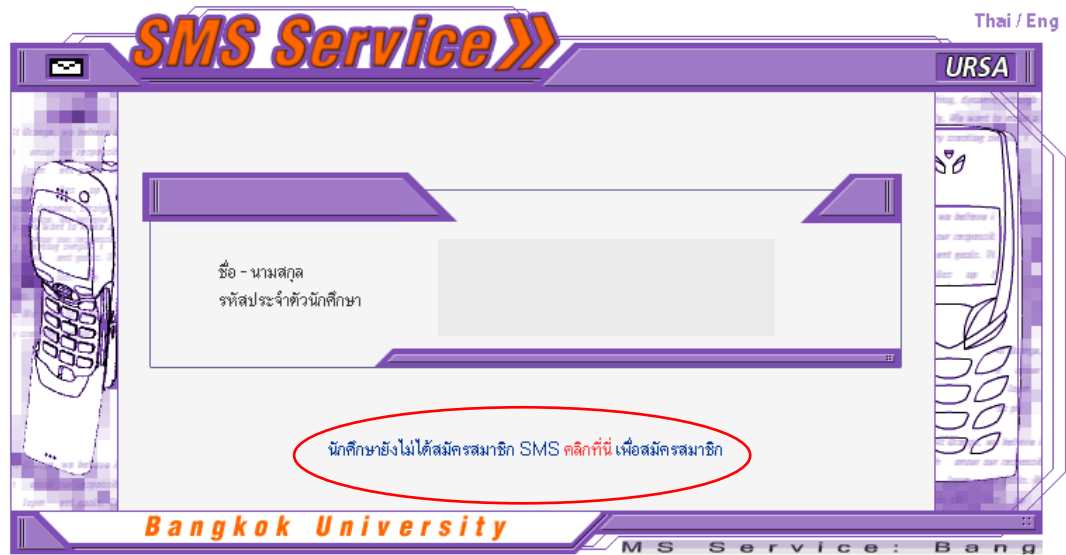 Thai / Eng
SMS Service
URSA
ชื่อ - นามสกุล
รหัสประจำตัวนักศึกษา
นักศึกษายังไม่ได้สมัครสมาชิก SMS คลิกที่นี่ เพื่อสมัครสมาชิก
Bangkok University
MS Service: Bang